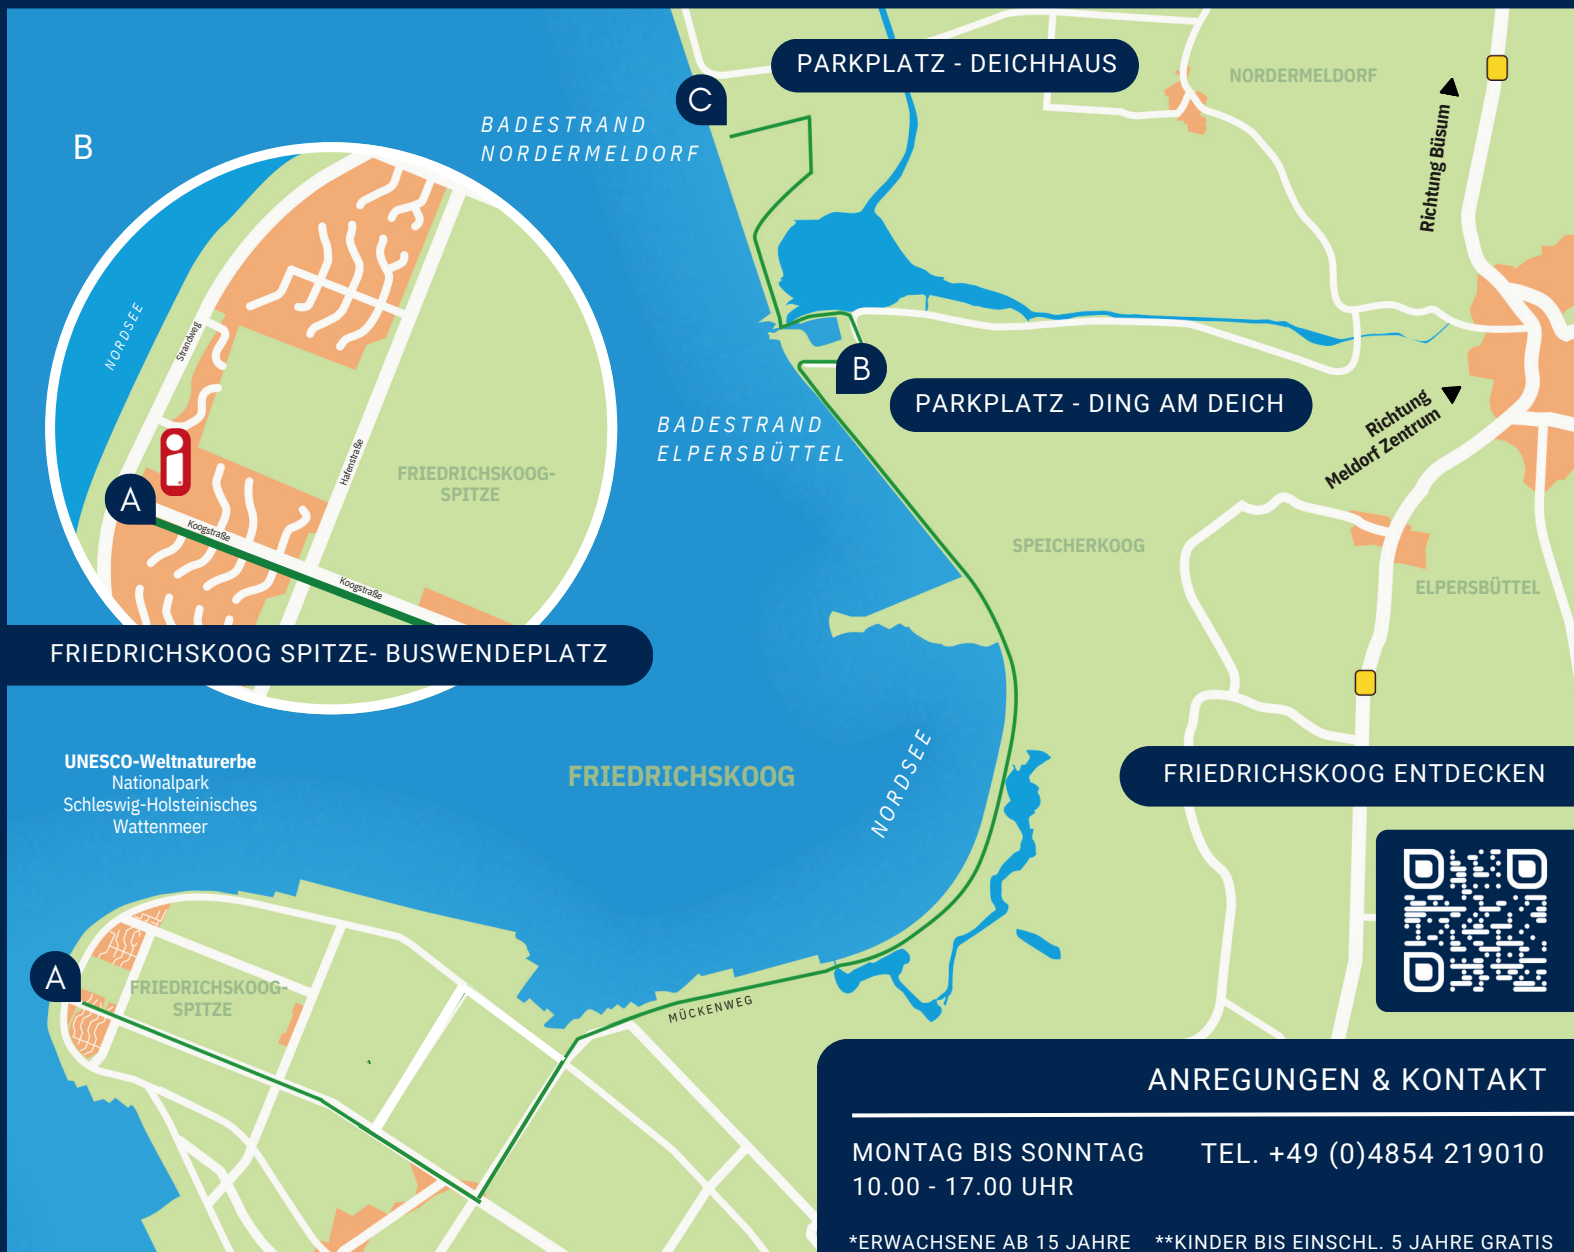 PARKPLATZ - DEICHHAUS
NORDERMELDORF
C
Richtung Büsum
BADESTRAND
NORDERMELDORF
B
NORDSEE
Strandweg
Hafenstraße
FRIEDRICHSKOOG-
SPITZE
A
Koogstraße
Koogstraße
FRIEDRICHSKOOG SPITZE- BUSWENDEPLATZ
B
PARKPLATZ - DING AM DEICH
Richtung
Meldorf Zentrum
BADESTRAND
ELPERSBÜTTEL
SPEICHERKOOG
ELPERSBÜTTEL
UNESCO-Weltnaturerbe
Nationalpark
Schleswig-Holsteinisches
Wattenmeer
FRIEDRICHSKOOG
NORDSEE
FRIEDRICHSKOOG ENTDECKEN
A
FRIEDRICHSKOOG-
SPITZE
MÜCKENWEG
ANREGUNGEN & KONTAKT
MONTAG BIS SONNTAG
10.00 - 17.00 UHR
TEL. +49 (0)4854 219010
*ERWACHSENE AB 15 JAHRE **KINDER BIS EINSCHL. 5 JAHRE GRATIS